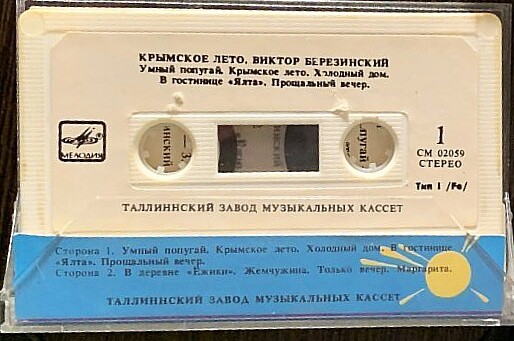 КРЫМСКОЕ ЛЕТО. ВИКТОР БЕРЕЗИНСКИЙ
Умный попугай. Крымское лето. Холодный дом.
В гостинице «Ялта». Прощальный вечер.
МЕЛОДИЯ
1
СМ 02059
СТЕРЕО
Тип I /Fe/
ТАЛЛИННСКИЙ ЗАВОД МУЗЫКАЛЬНЫХ КАССЕТ
Сторона 1. Умный попугай. Крымское лето. Холодный дом. В гостинице
«Ялта». Прощальный вечер.
Сторона 2. В деревне «Ёжики». Жемчужина. Только вечер. Маргарита.
ТАЛЛИННСКИЙ ЗАВОД МУЗЫКАЛЬНЫХ КАССЕТ